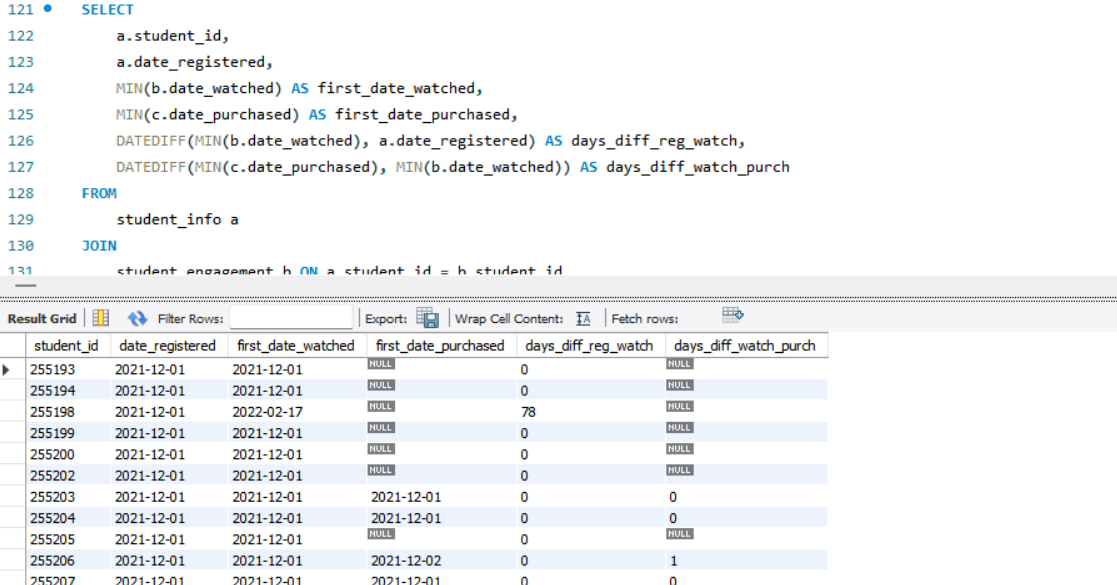 121 SELECT
122 a.student_id,
123 a.date_registered,
124 MIN(b.date_watched) AS first_date_watched,
125 MIN(c.date_purchased) AS first_date_purchased,
126 DATEDIFF(MIN(b.date_watched), a.date_registered) AS days_diff_reg_watch,
127 DATEDIFF(MIN(c.date_purchased), MIN(b.date_watched)) AS days_diff_watch_purch
128 FROM
129 student_info a
130 JOIN
131 student_engagement b ON a.student_id = b.student_id
Result Grid Filter Rows: Export: Wrap Cell Content: IA Fetch rows:
student_id date_registered first_date_watched first_date_purchased days_diff_reg_watch days_diff_watch_purch
255193 2021-12-01 2021-12-01 NULL 0 NULL
255194 2021-12-01 2021-12-01 NULL 0 NULL
255198 2021-12-01 2022-02-17 NULL 78 NULL
255199 2021-12-01 2021-12-01 NULL 0 NULL
255200 2021-12-01 2021-12-01 NULL 0 NULL
255202 2021-12-01 2021-12-01 NULL 0 NULL
255203 2021-12-01 2021-12-01 2021-12-01 0 0
255204 2021-12-01 2021-12-01 2021-12-01 0 0
255205 2021-12-01 2021-12-01 NULL 0 NULL
255206 2021-12-01 2021-12-01 2021-12-02 0 1
255207 2021-12-01 2021-12-01 2021-12-01 0 0